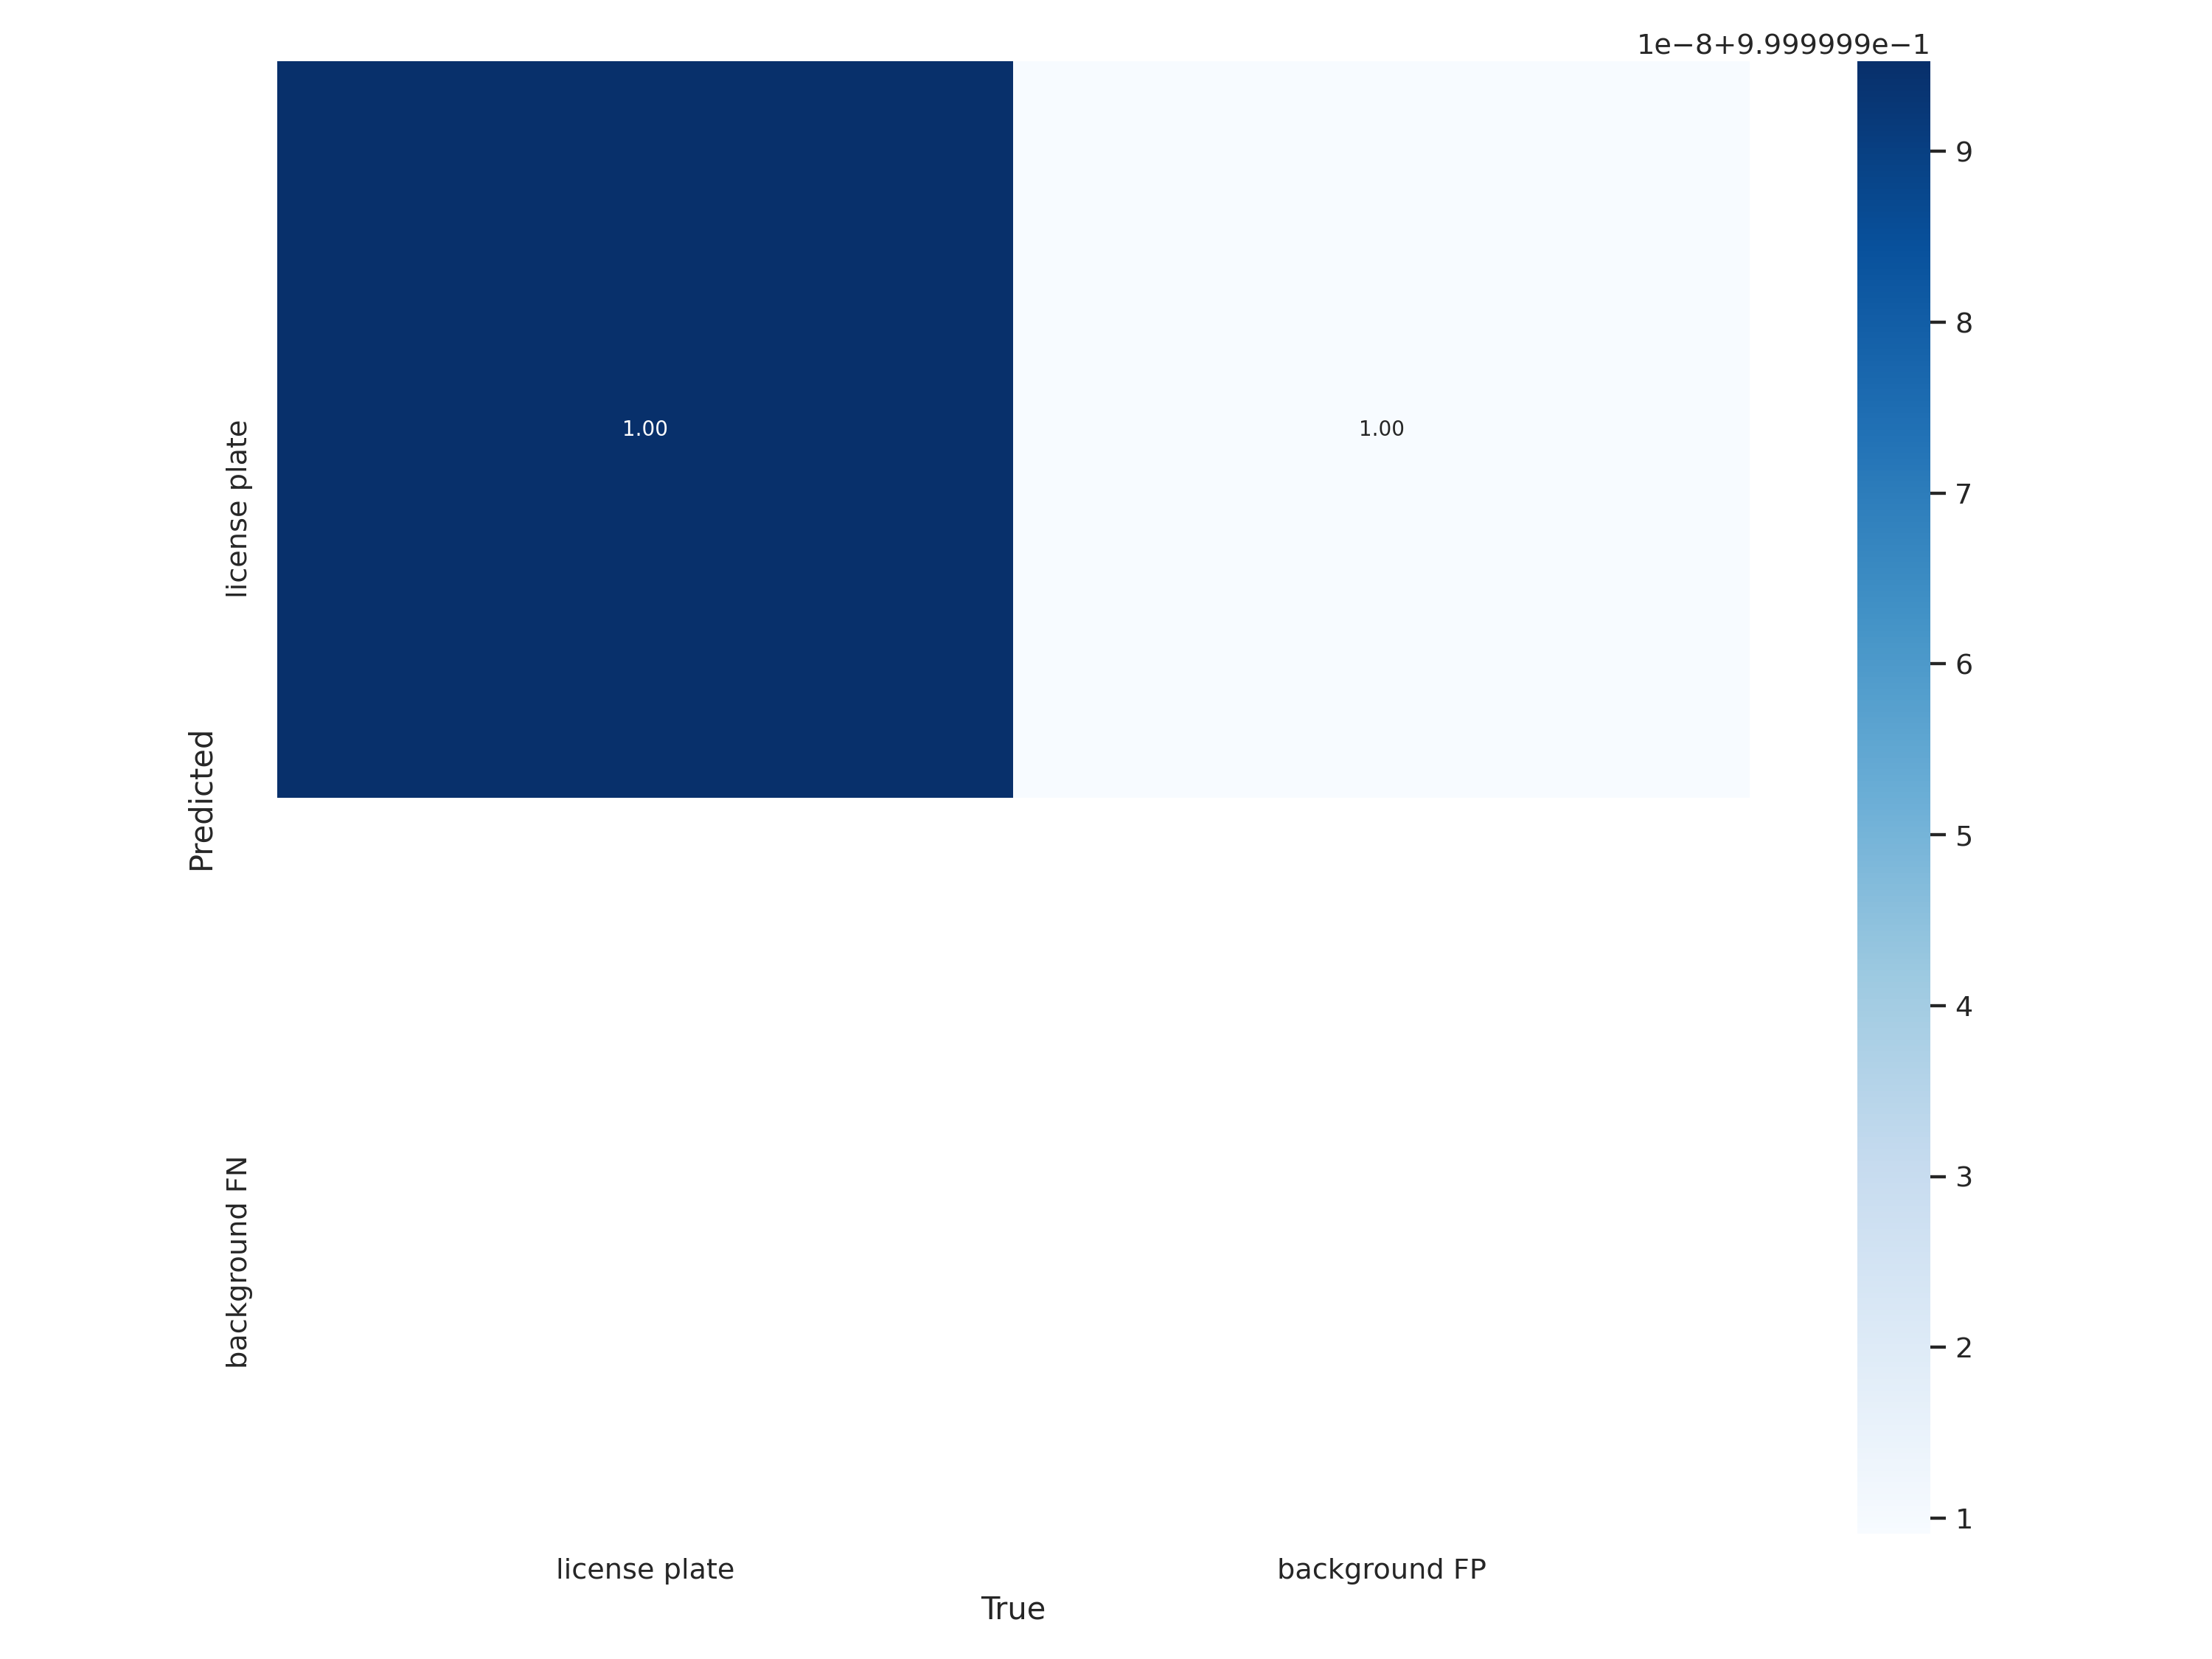 1e−8+9.999999e−1
9
8
7
6
5
4
3
2
1
1.00
1.00
Predicted
license plate
background FN
license plate
background FP
True